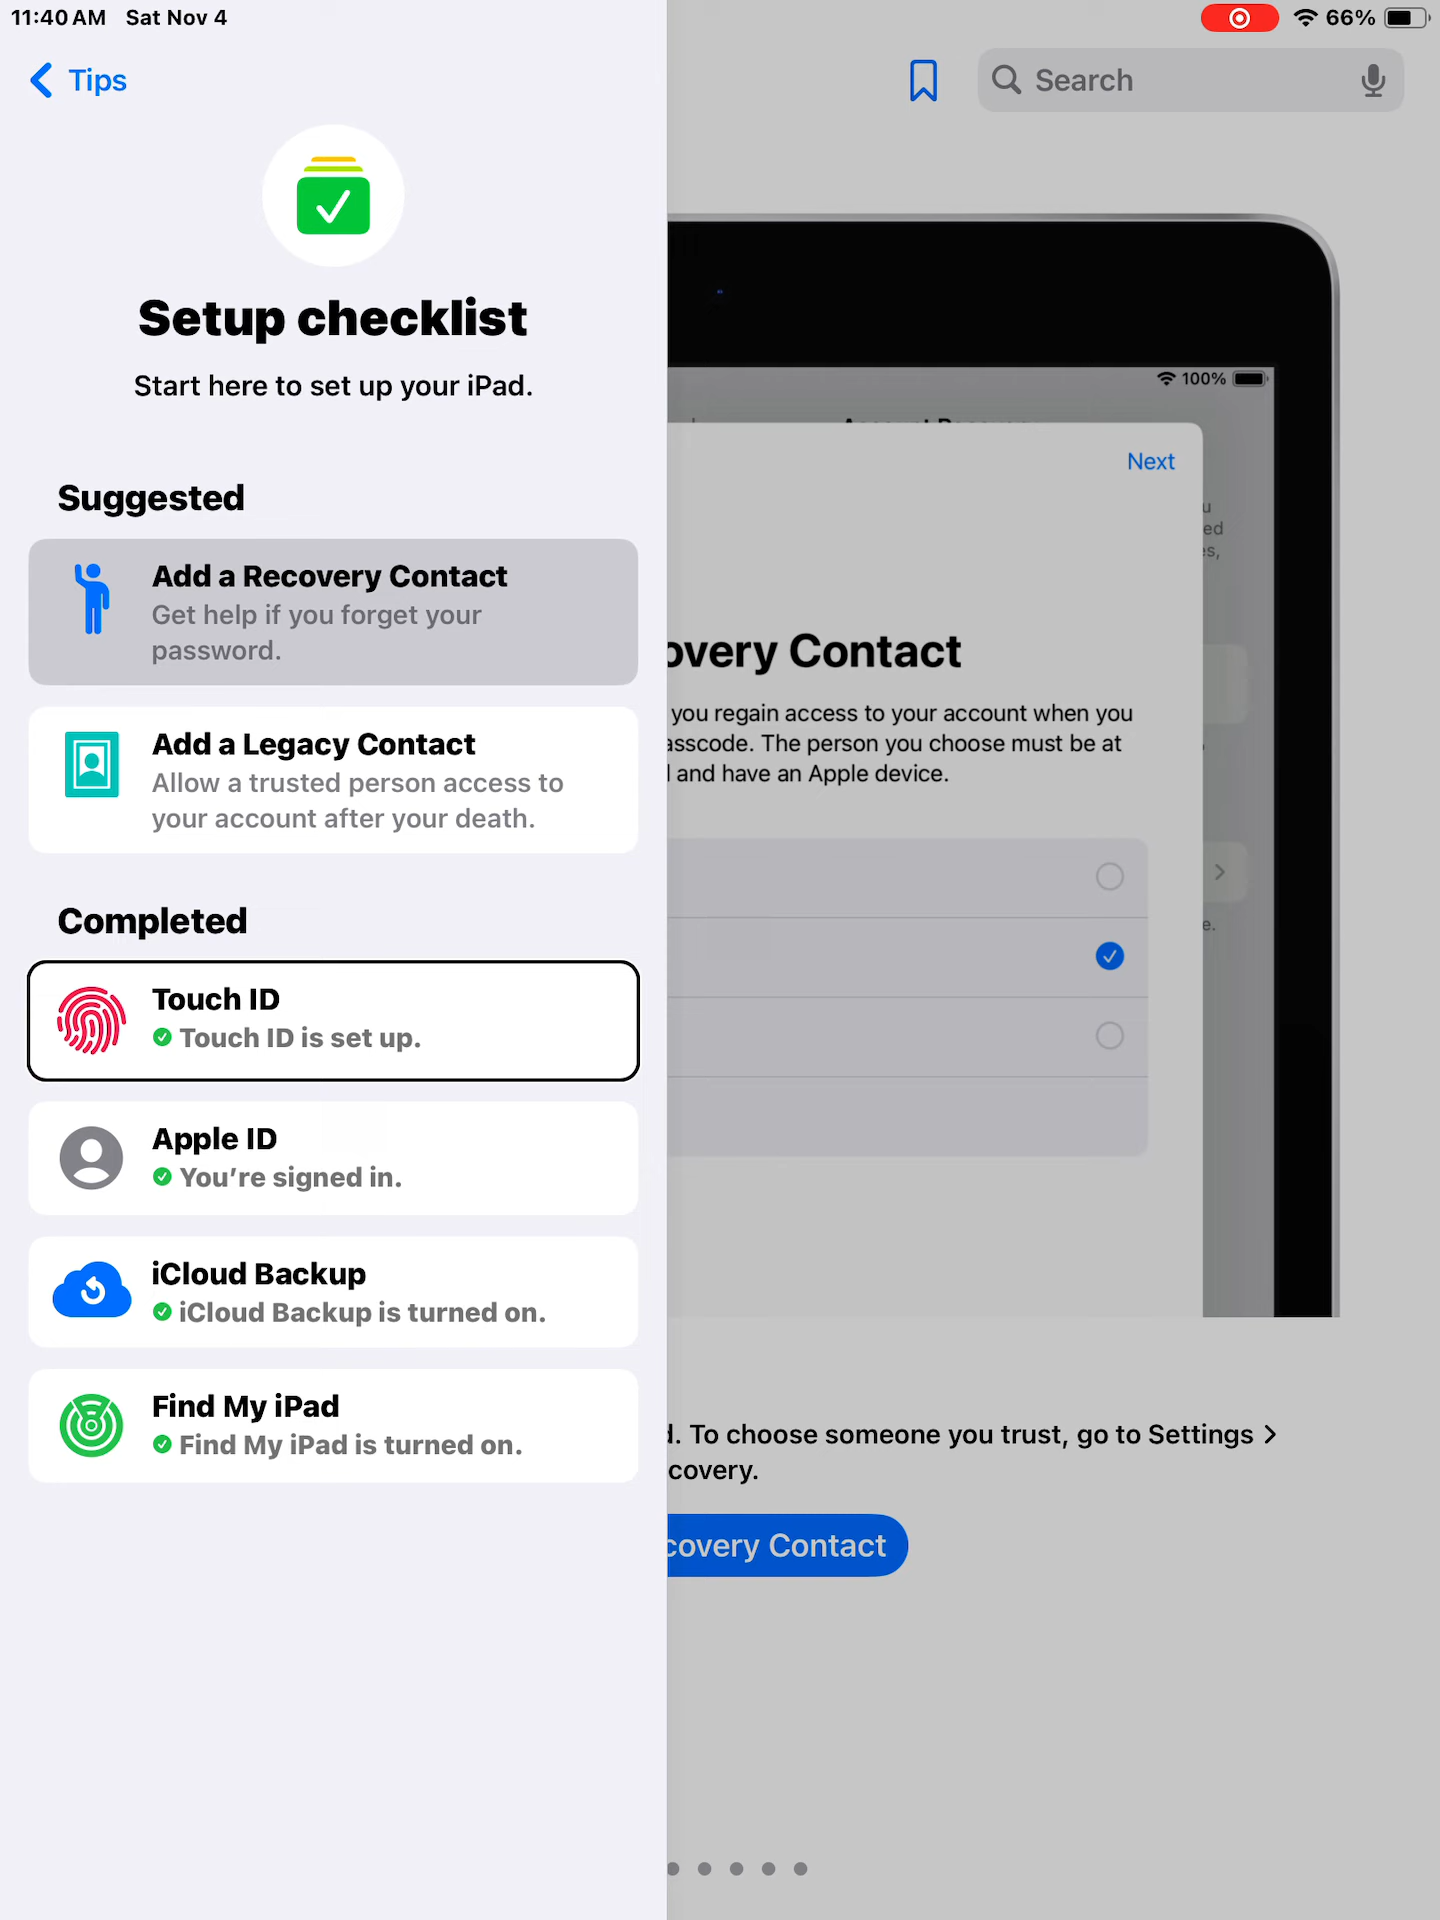 11:40 AM Sat Nov 4
66%
Tips
Search
Setup checklist
Start here to set up your iPad.
Suggested
Add a Recovery Contact
Get help if you forget your
password.
Add a Legacy Contact
Allow a trusted person access to
your account after your death.
Completed
Touch ID
Touch ID is set up.
Apple ID
You’re signed in.
iCloud Backup
iCloud Backup is turned on.
Find My iPad
Find My iPad is turned on.
100%
Next
overy Contact
you regain access to your account when you
asscode. The person you choose must be at
l and have an Apple device.
u
ed
es,
e.
d. To choose someone you trust, go to Settings >
covery.
covery Contact